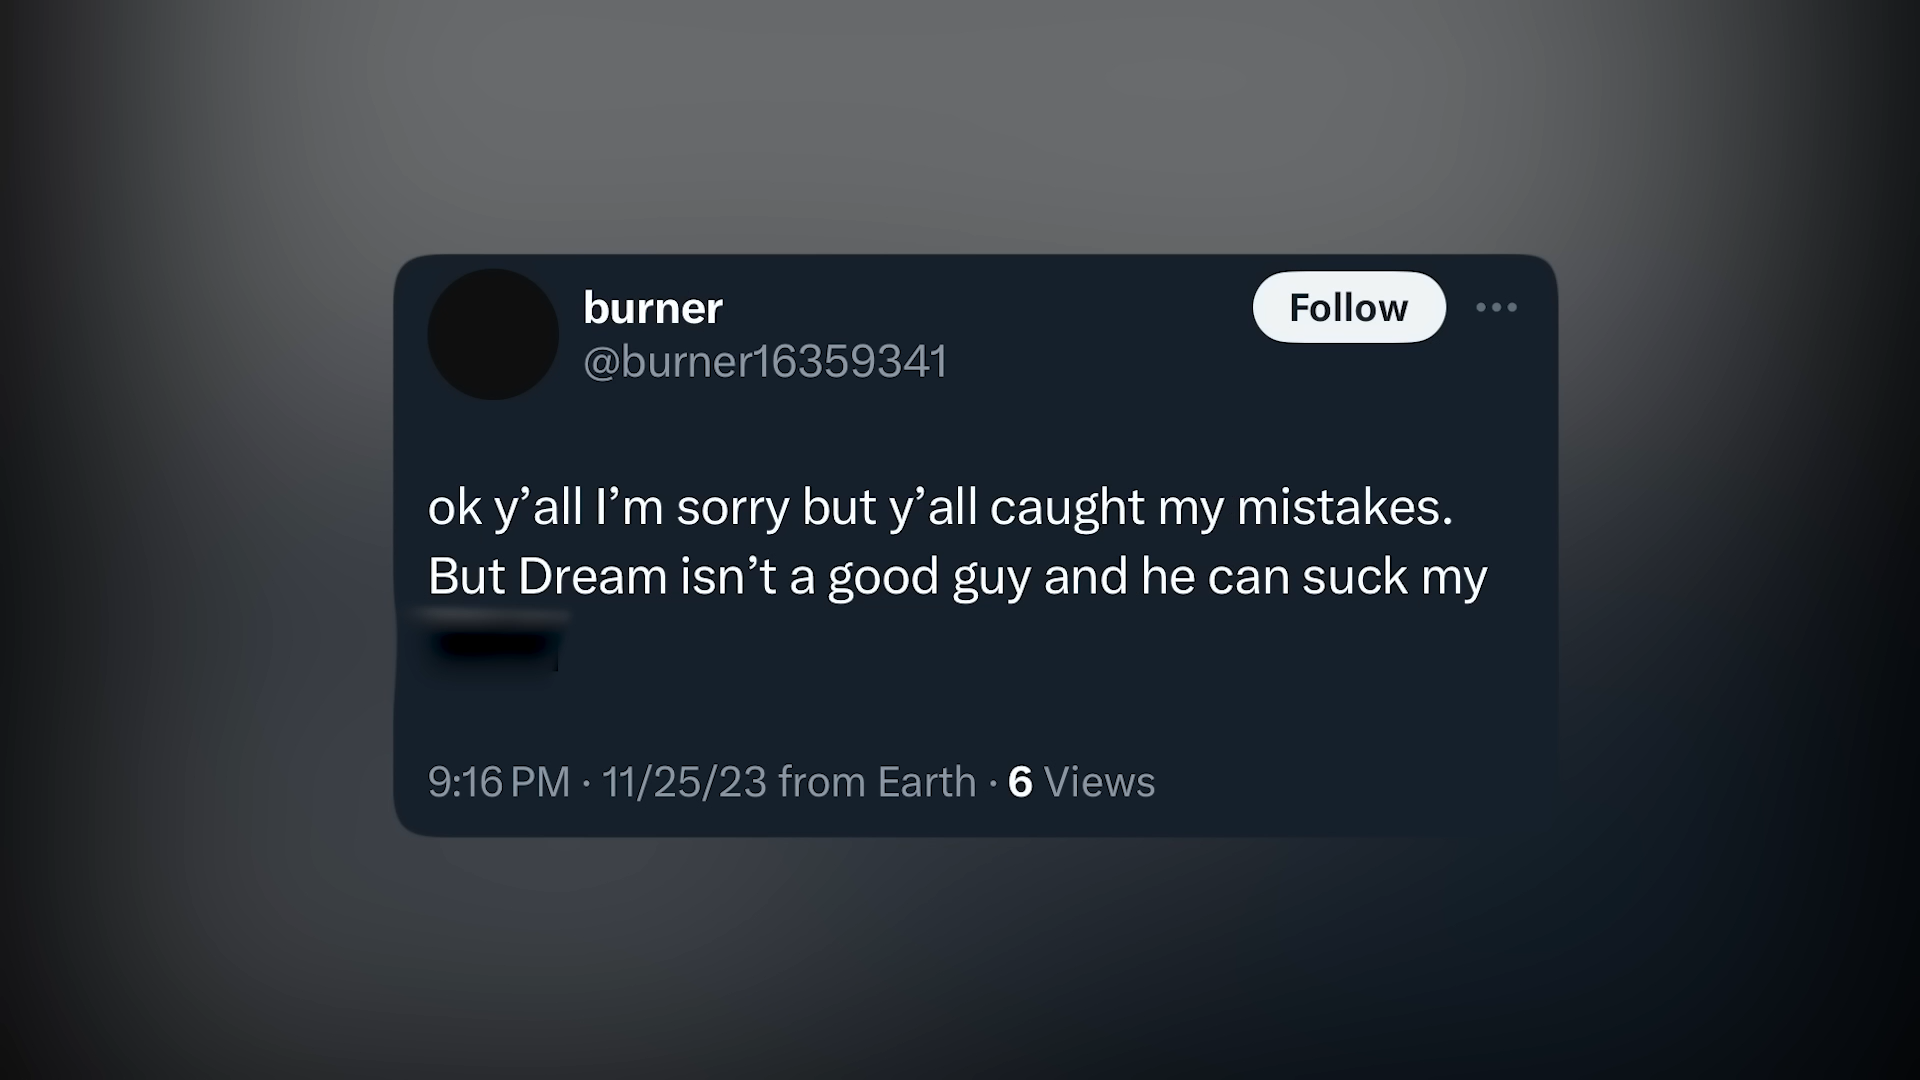 burner
Follow
@burner16359341
ok y’all I’m sorry but y’all caught my mistakes.
But Dream isn’t a good guy and he can suck my
9:16 PM · 11/25/23 from Earth · 6 Views